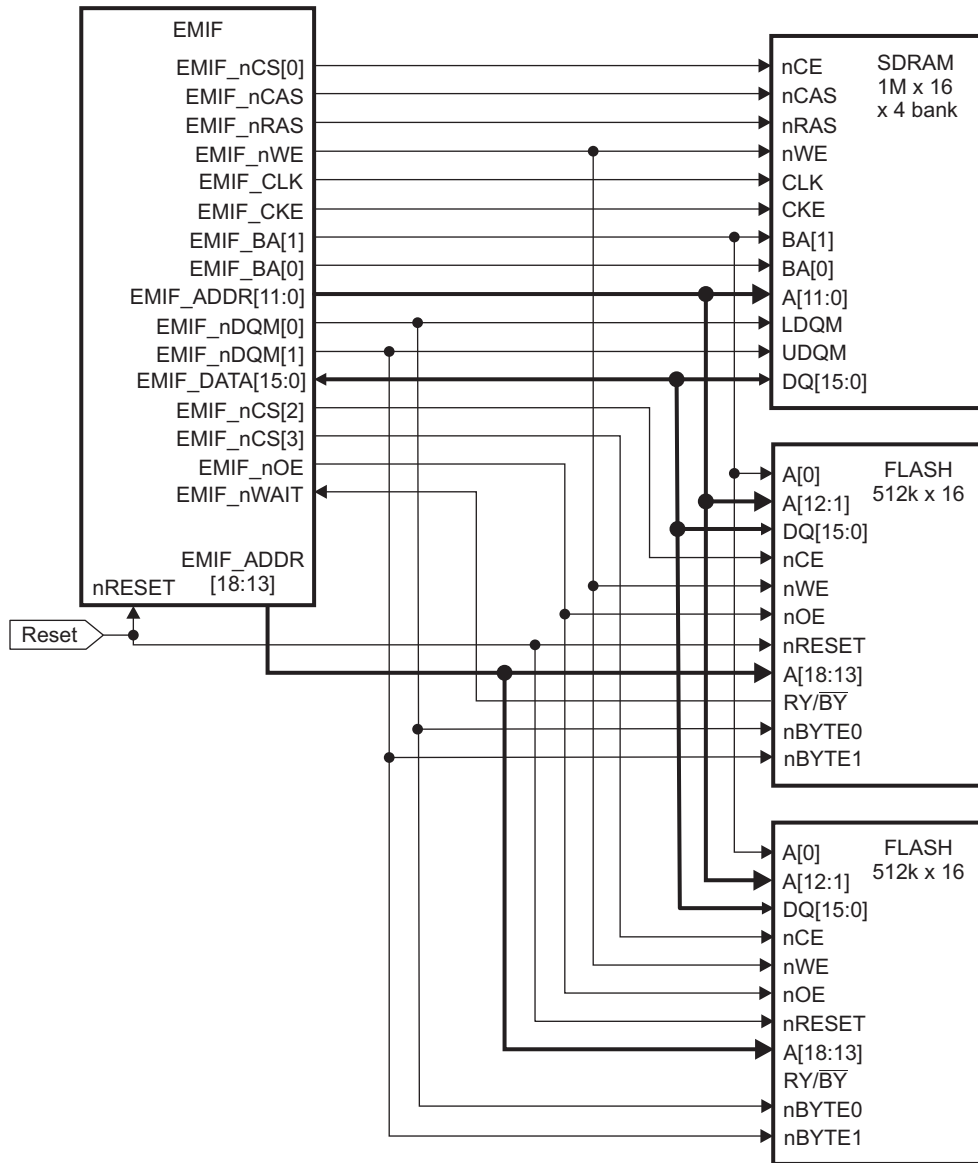 EMIF
EMIF_nCS[0]
EMIF_nCAS
EMIF_nRAS
EMIF_nWE
EMIF_CLK
EMIF_CKE
EMIF_BA[1]
EMIF_BA[0]
EMIF_ADDR[11:0]
EMIF_nDQM[0]
EMIF_nDQM[1]
EMIF_DATA[15:0]
EMIF_nCS[2]
EMIF_nCS[3]
EMIF_nOE
EMIF_nWAIT
EMIF_ADDR
[18:13]
nRESET
Reset
SDRAM
1M x 16
x 4 bank
nCE
nCAS
nRAS
nWE
CLK
CKE
BA[1]
BA[0]
A[11:0]
LDQM
UDQM
DQ[15:0]
FLASH
512k x 16
A[0]
A[12:1]
DQ[15:0]
nCE
nWE
nOE
nRESET
A[18:13]
RY/B̅Y̅
nBYTE0
nBYTE1
FLASH
512k x 16
A[0]
A[12:1]
DQ[15:0]
nCE
nWE
nOE
nRESET
A[18:13]
RY/B̅Y̅
nBYTE0
nBYTE1